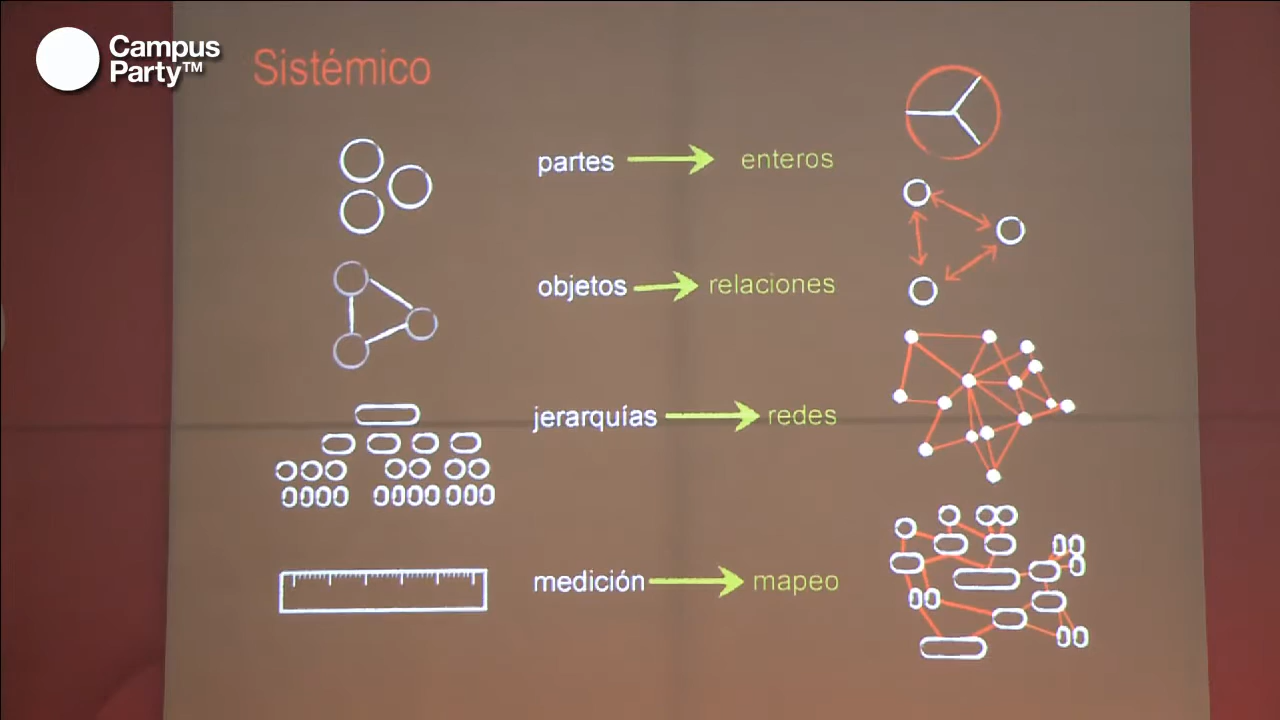 Campus
Party™
Sistémico
partes → enteros
objetos → relaciones
jerarquías → redes
medición → mapeo